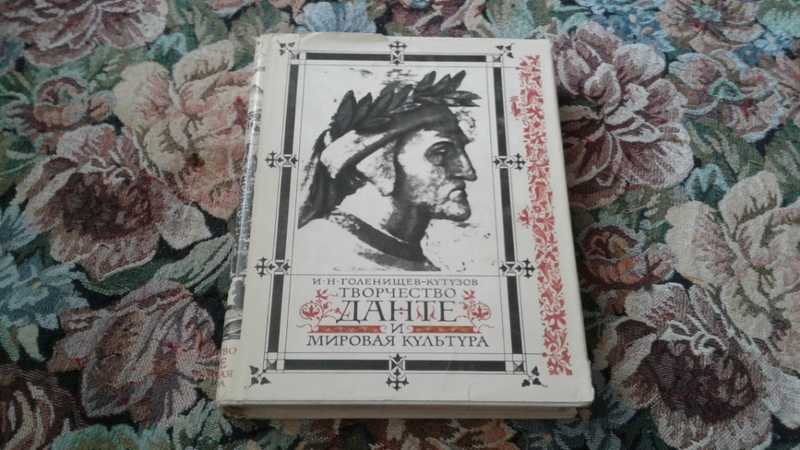 И·Н·ГОЛЕНИЩЕВ-КУТУЗОВ
ТВОРЧЕСТВО
ДАНТЕ
И
МИРОВАЯ КУЛЬТУРА